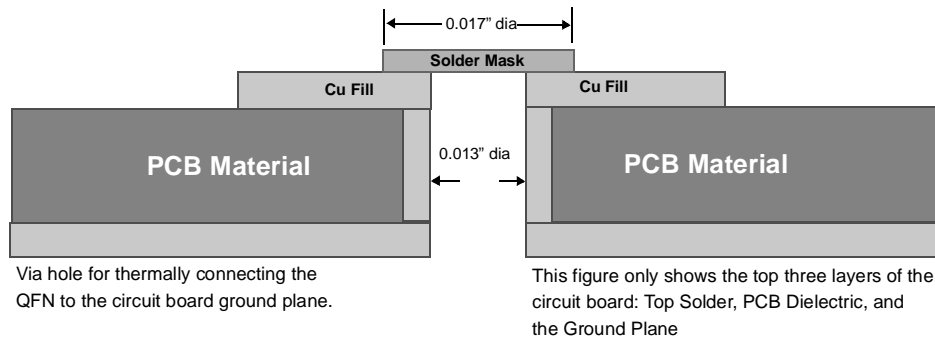 0.017” dia
Solder Mask
Cu Fill
Cu Fill
PCB Material
0.013” dia
PCB Material
Via hole for thermally connecting the
QFN to the circuit board ground plane.
This figure only shows the top three layers of the
circuit board: Top Solder, PCB Dielectric, and
the Ground Plane